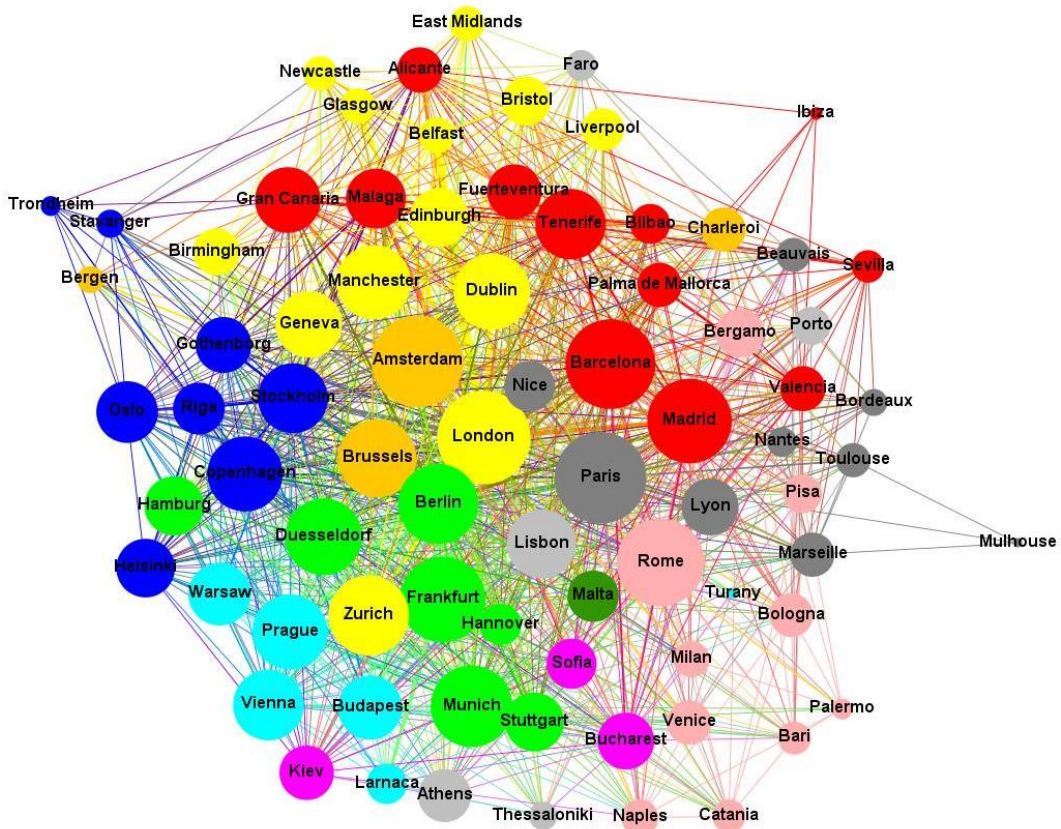 East Midlands
Faro
Newcastle
Alicante
Glasgow
Bristol
Ibiza
Belfast
Liverpool
Fuerteventura
Gran Canaria
Malaga
Trondheim
Edinburgh
Tenerife
Bilbao
Stavanger
Charleroi
Birmingham
Beauvais
Bergen
Manchester
Dublin
Palma de Mallorca
Sevilla
Geneva
Bergamo
Porto
Gothenborg
Amsterdam
Barcelona
Nice
Valencia
Stockholm
Bordeaux
Oslo
Riga
London
Madrid
Nantes
Brussels
Toulouse
Copenhagen
Paris
Hamburg
Berlin
Lyon
Pisa
Duesseldorf
Lisbon
Mulhouse
Marseille
Helsinki
Rome
Warsaw
Frankfurt
Malta
Turany
Zurich
Bologna
Prague
Hannover
Sofia
Milan
Vienna
Budapest
Munich
Stuttgart
Palermo
Venice
Bucharest
Bari
Kiev
Larnaca
Athens
Thessaloniki
Naples
Catania